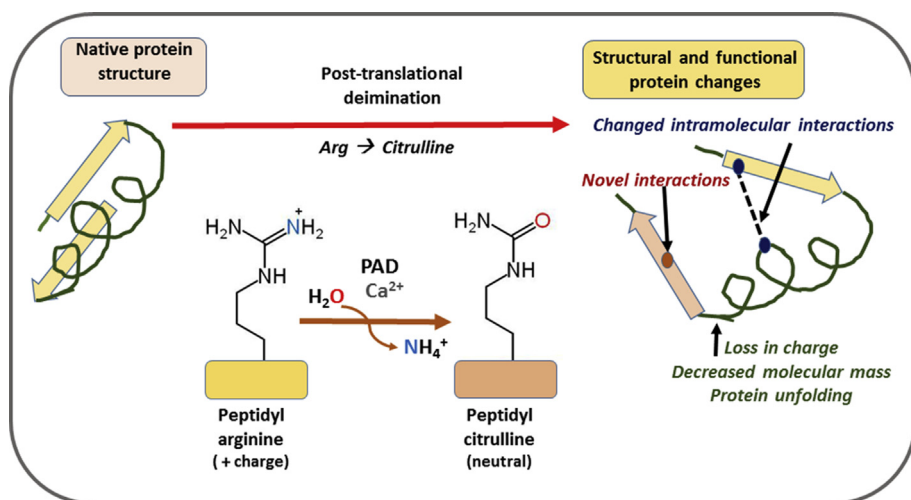 Native protein
structure
Post-translational
deimination
Arg → Citrulline
Structural and functional
protein changes
Changed intramolecular interactions
Novel interactions
H₂N
NH₂
+
NH
PAD
Ca²⁺
H₂O
NH₄⁺
H₂N
O
NH
Peptidyl
arginine
( + charge)
Peptidyl
citrulline
(neutral)
Loss in charge
Decreased molecular mass
Protein unfolding